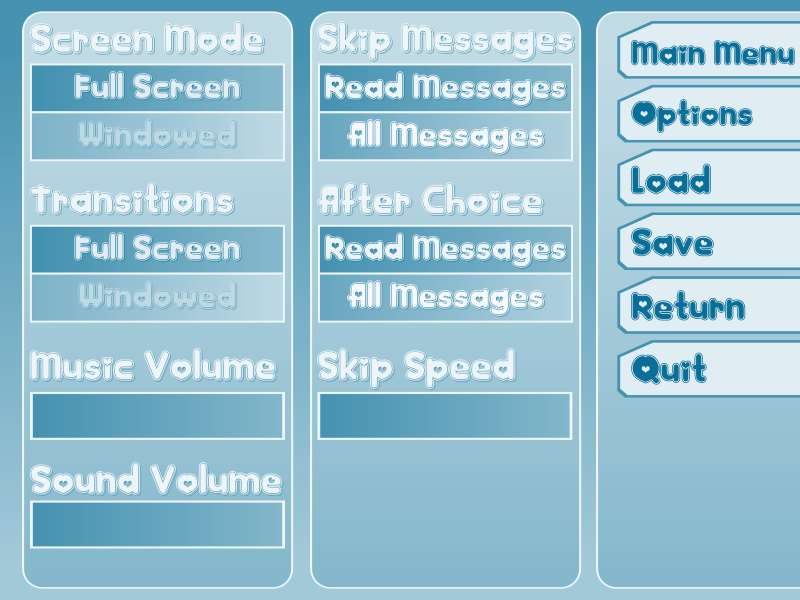 Screen Mode
Full Screen
Windowed
Transitions
Full Screen
Windowed
Music Volume
Sound Volume
Skip Messages
Read Messages
All Messages
After Choice
Read Messages
All Messages
Skip Speed
Main Menu
Options
Load
Save
Return
Quit